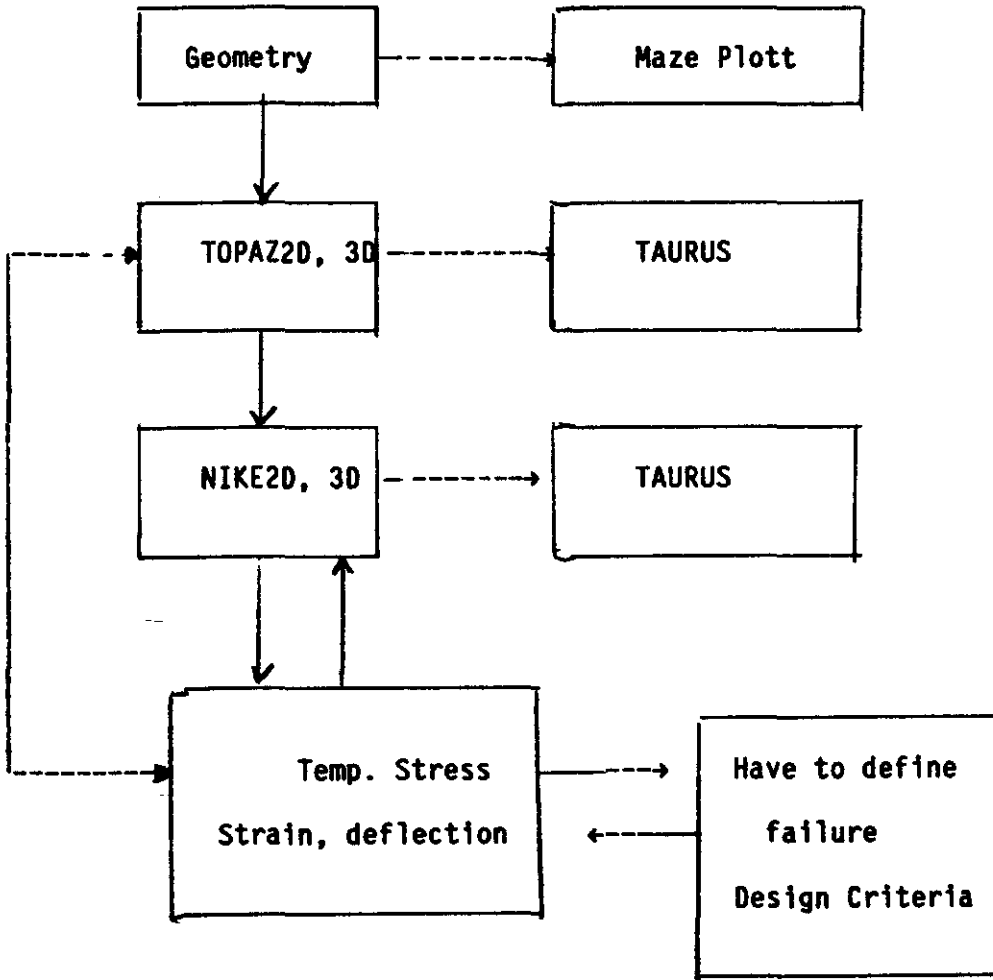 Geometry
Maze Plott
TOPAZ2D, 3D
TAURUS
NIKE2D, 3D
TAURUS
Temp. Stress
Strain, deflection
Have to define
failure
Design Criteria